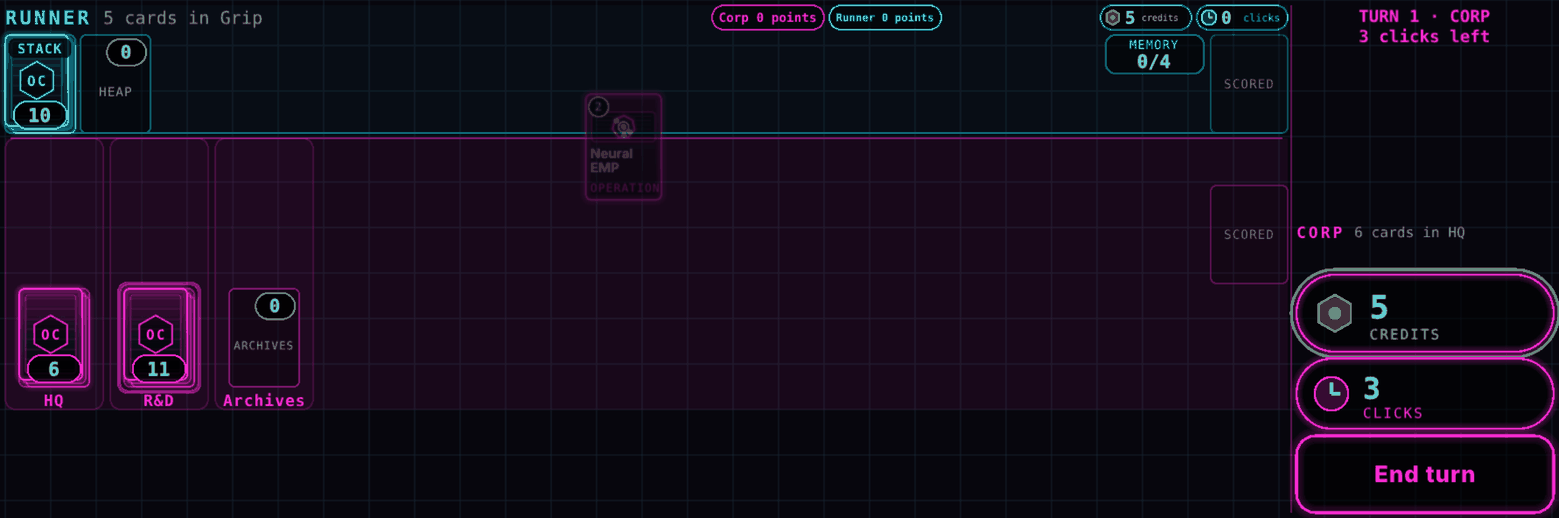 RUNNER 5 cards in Grip
Corp 0 points
Runner 0 points
5 credits
0 clicks
TURN 1 · CORP
3 clicks left
STACK
OC
10
0
HEAP
MEMORY
0/4
SCORED
2
Neural
EMP
OPERATION
SCORED
CORP 6 cards in HQ
OC
6
HQ
OC
11
R&D
0
ARCHIVES
Archives
5
CREDITS
3
CLICKS
End turn